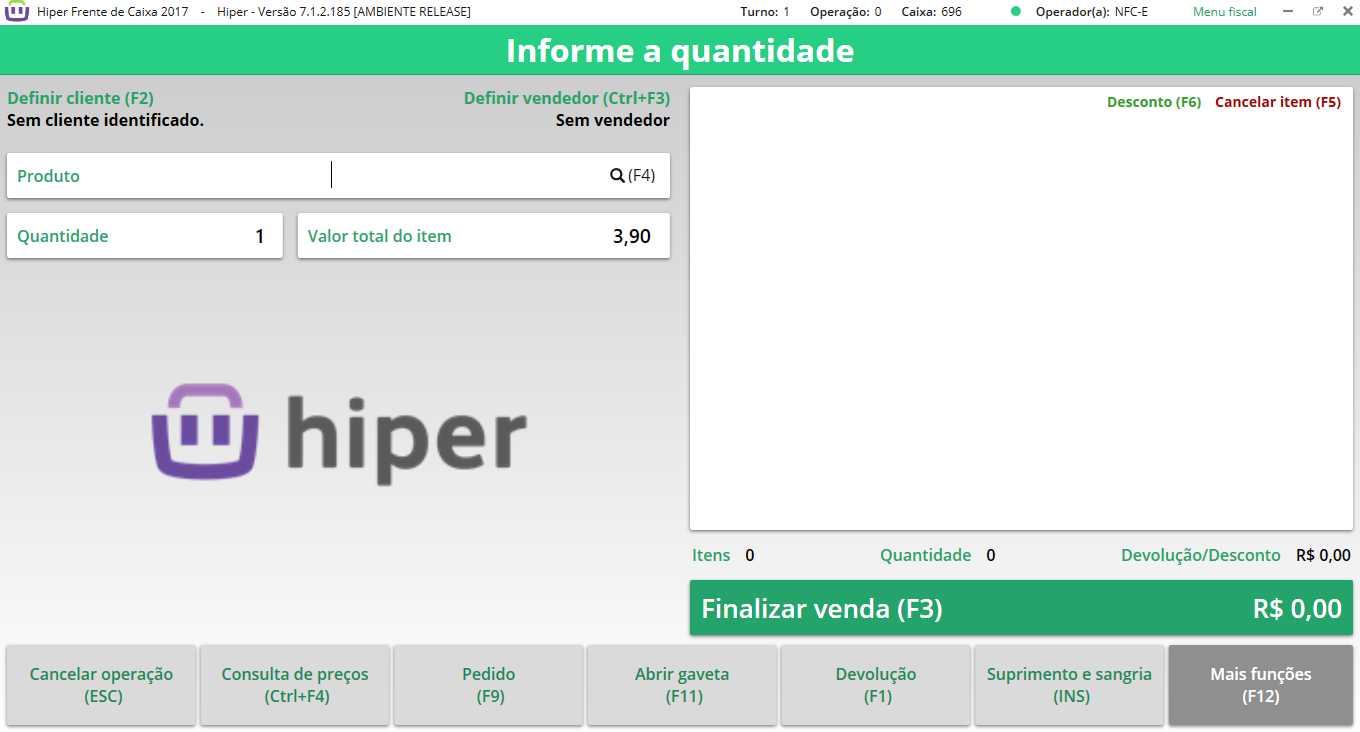 Hiper Frente de Caixa 2017 - Hiper - Versão 7.1.2.185 [AMBIENTE RELEASE] Turno: 1 Operação: 0 Caixa: 696 Operador(a): NFC-E Menu fiscal
Informe a quantidade
Definir cliente (F2) Definir vendedor (Ctrl+F3)
Sem cliente identificado. Sem vendedor
Produto (F4)
Quantidade 1 Valor total do item 3,90
hiper
Desconto (F6) Cancelar item (F5)
Itens 0 Quantidade 0 Devolução/Desconto R$ 0,00
Finalizar venda (F3) R$ 0,00
Cancelar operação
(ESC)
Consulta de preços
(Ctrl+F4)
Pedido
(F9)
Abrir gaveta
(F11)
Devolução
(F1)
Suprimento e sangria
(INS)
Mais funções
(F12)